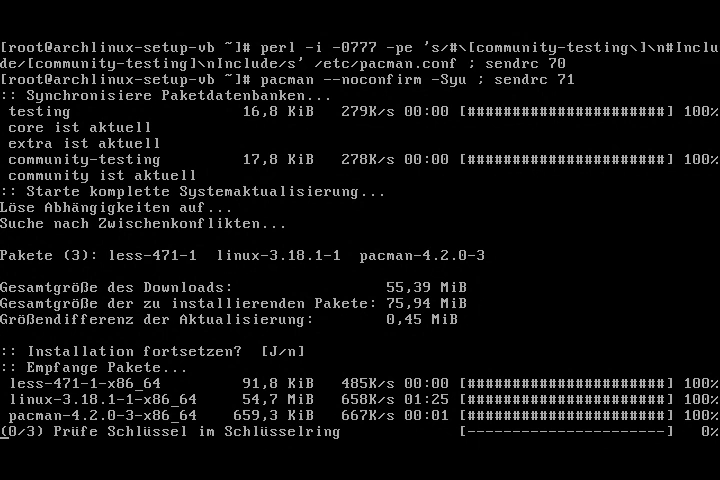 [root@archlinux-setup-vb ~]# perl -i -0777 -pe 's/#\[community-testing\]\n#Inclu
de/[community-testing]\nInclude/s' /etc/pacman.conf ; sendrc 70
[root@archlinux-setup-vb ~]# pacman --noconfirm -Syu ; sendrc 71
:: Synchronisiere Paketdatenbanken...
testing 16,8 KiB 279K/s 00:00 [######################] 100%
core ist aktuell
extra ist aktuell
community-testing 17,8 KiB 278K/s 00:00 [######################] 100%
community ist aktuell
:: Starte komplette Systemaktualisierung...
Löse Abhängigkeiten auf...
Suche nach Zwischenkonflikten...
Pakete (3): less-471-1 linux-3.18.1-1 pacman-4.2.0-3
Gesamtgröße des Downloads: 55,39 MiB
Gesamtgröße der zu installierenden Pakete: 75,94 MiB
Größendifferenz der Aktualisierung: 0,45 MiB
:: Installation fortsetzen? [J/n]
:: Empfange Pakete...
less-471-1-x86_64 91,8 KiB 485K/s 00:00 [######################] 100%
linux-3.18.1-1-x86_64 54,7 MiB 658K/s 01:25 [######################] 100%
pacman-4.2.0-3-x86_64 659,3 KiB 667K/s 00:01 [######################] 100%
(0/3) Prüfe Schlüssel im Schlüsselring [----------------------] 0%